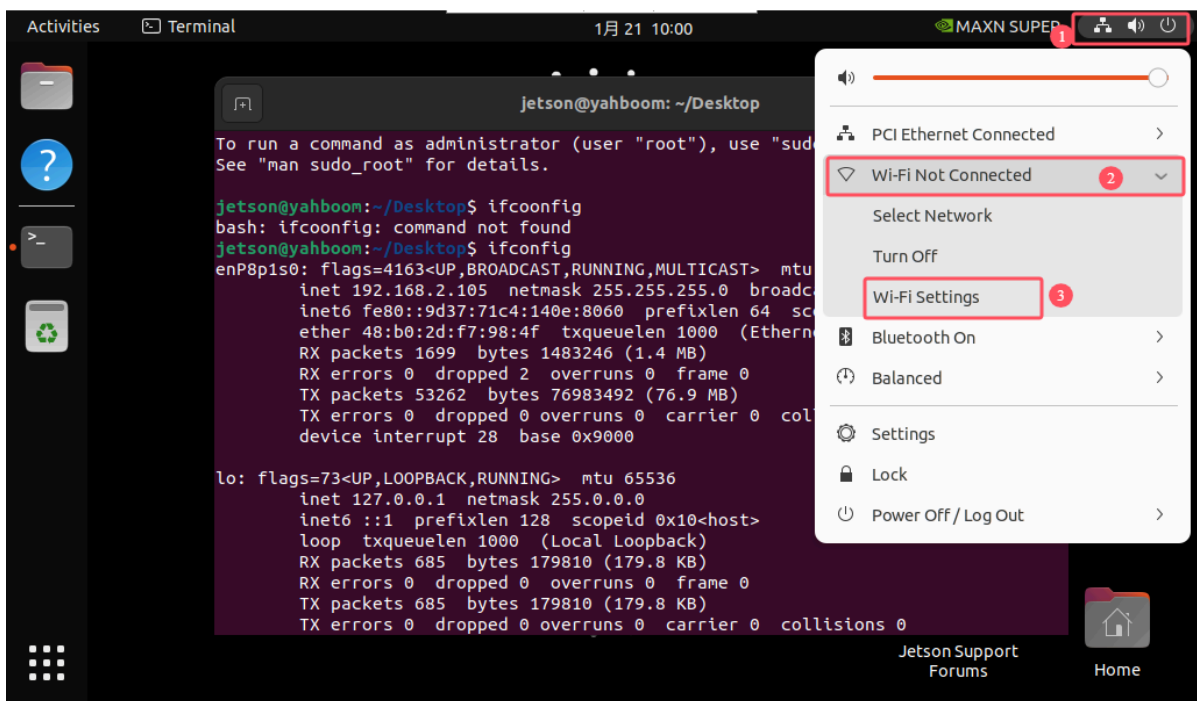 Activities
Terminal
1月 21 10:00
MAXN SUPER
1
jetson@yahboom: ~/Desktop
To run a command as administrator (user "root"), use "sud
See "man sudo_root" for details.
jetson@yahboom:~/Desktop$ ifcoonfig
bash: ifcoonfig: command not found
jetson@yahboom:~/Desktop$ ifconfig
enP8p1s0: flags=4163<UP,BROADCAST,RUNNING,MULTICAST>  mtu
inet 192.168.2.105  netmask 255.255.255.0  broadca
inet6 fe80::9d37:71c4:140e:8060  prefixlen 64  sco
ether 48:b0:2d:f7:98:4f  txqueuelen 1000  (Ethern
RX packets 1699  bytes 1483246 (1.4 MB)
RX errors 0  dropped 2  overruns 0  frame 0
TX packets 53262  bytes 76983492 (76.9 MB)
TX errors 0  dropped 0 overruns 0  carrier 0  col
device interrupt 28  base 0x9000
lo: flags=73<UP,LOOPBACK,RUNNING>  mtu 65536
inet 127.0.0.1  netmask 255.0.0.0
inet6 ::1  prefixlen 128  scopeid 0x10<host>
loop  txqueuelen 1000  (Local Loopback)
RX packets 685  bytes 179810 (179.8 KB)
RX errors 0  dropped 0  overruns 0  frame 0
TX packets 685  bytes 179810 (179.8 KB)
TX errors 0  dropped 0 overruns 0  carrier 0  collisions 0
PCI Ethernet Connected
Wi-Fi Not Connected
2
Select Network
Turn Off
Wi-Fi Settings
3
Bluetooth On
Balanced
Settings
Lock
Power Off / Log Out
Jetson Support
Forums
Home